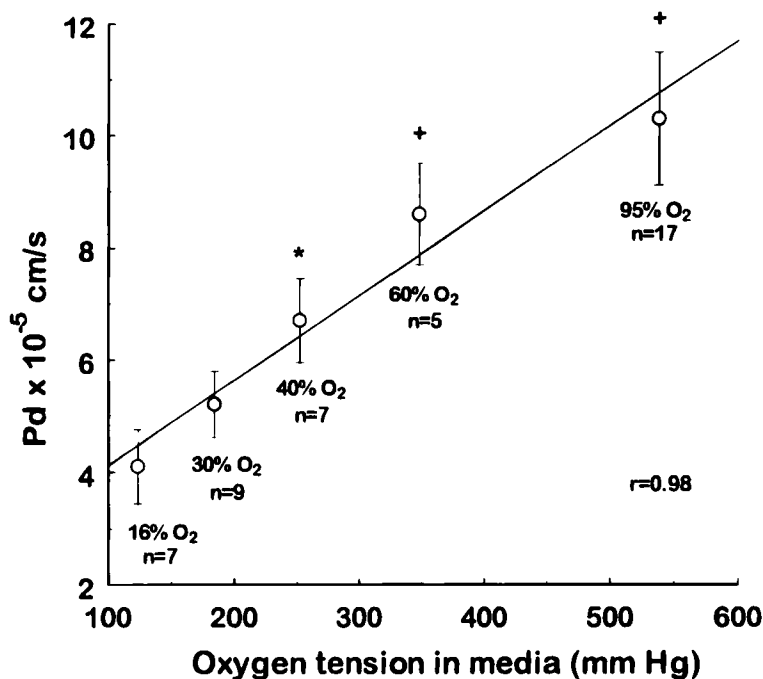 Pd x 10⁻⁵ cm/s
12
10
8
6
4
2
+
+
*
95% O₂
n=17
60% O₂
n=5
40% O₂
n=7
30% O₂
n=9
16% O₂
n=7
r=0.98
100 200 300 400 500 600
Oxygen tension in media (mm Hg)